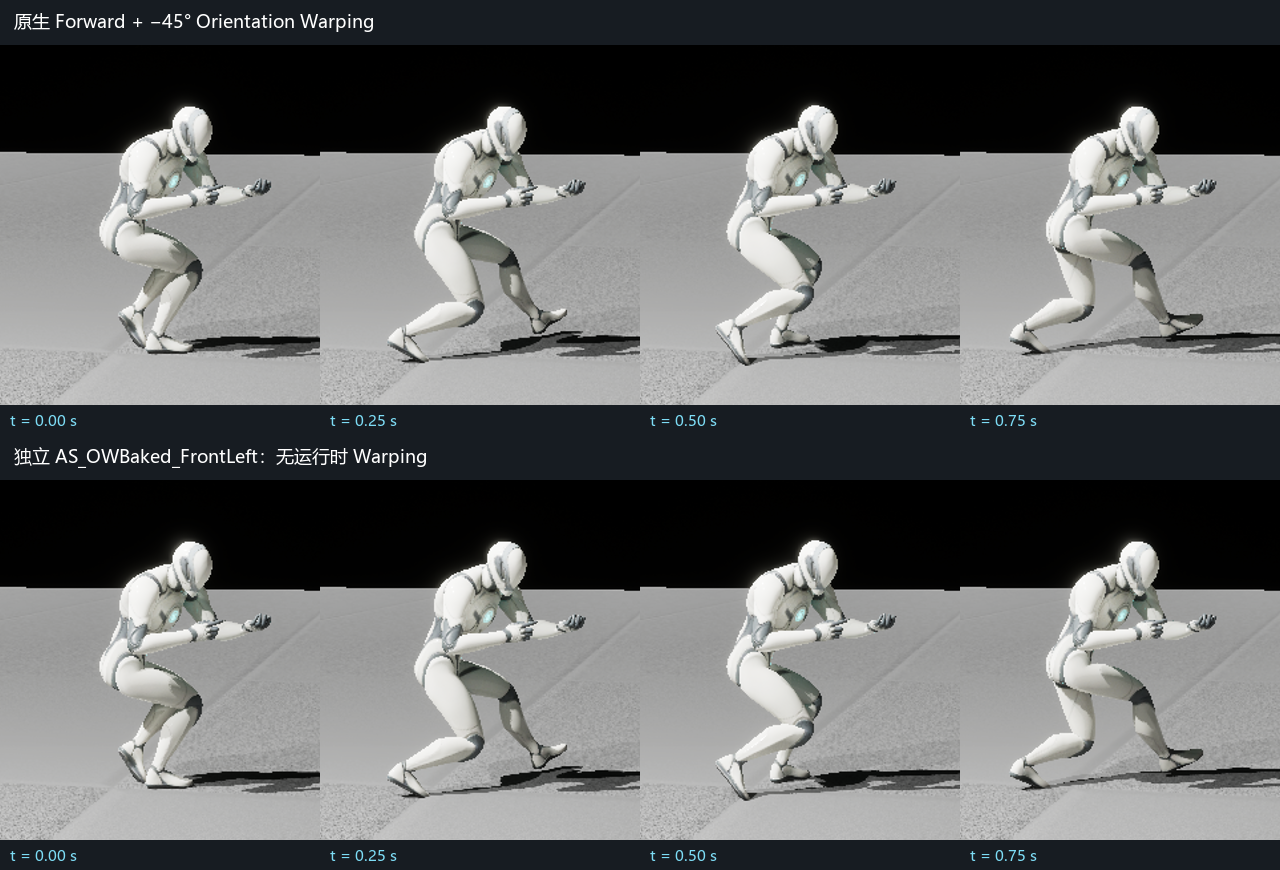 原生 Forward + −45° Orientation Warping
t = 0.00 s
t = 0.25 s
t = 0.50 s
t = 0.75 s
独立 AS_OWBaked_FrontLeft：无运行时 Warping
t = 0.00 s
t = 0.25 s
t = 0.50 s
t = 0.75 s